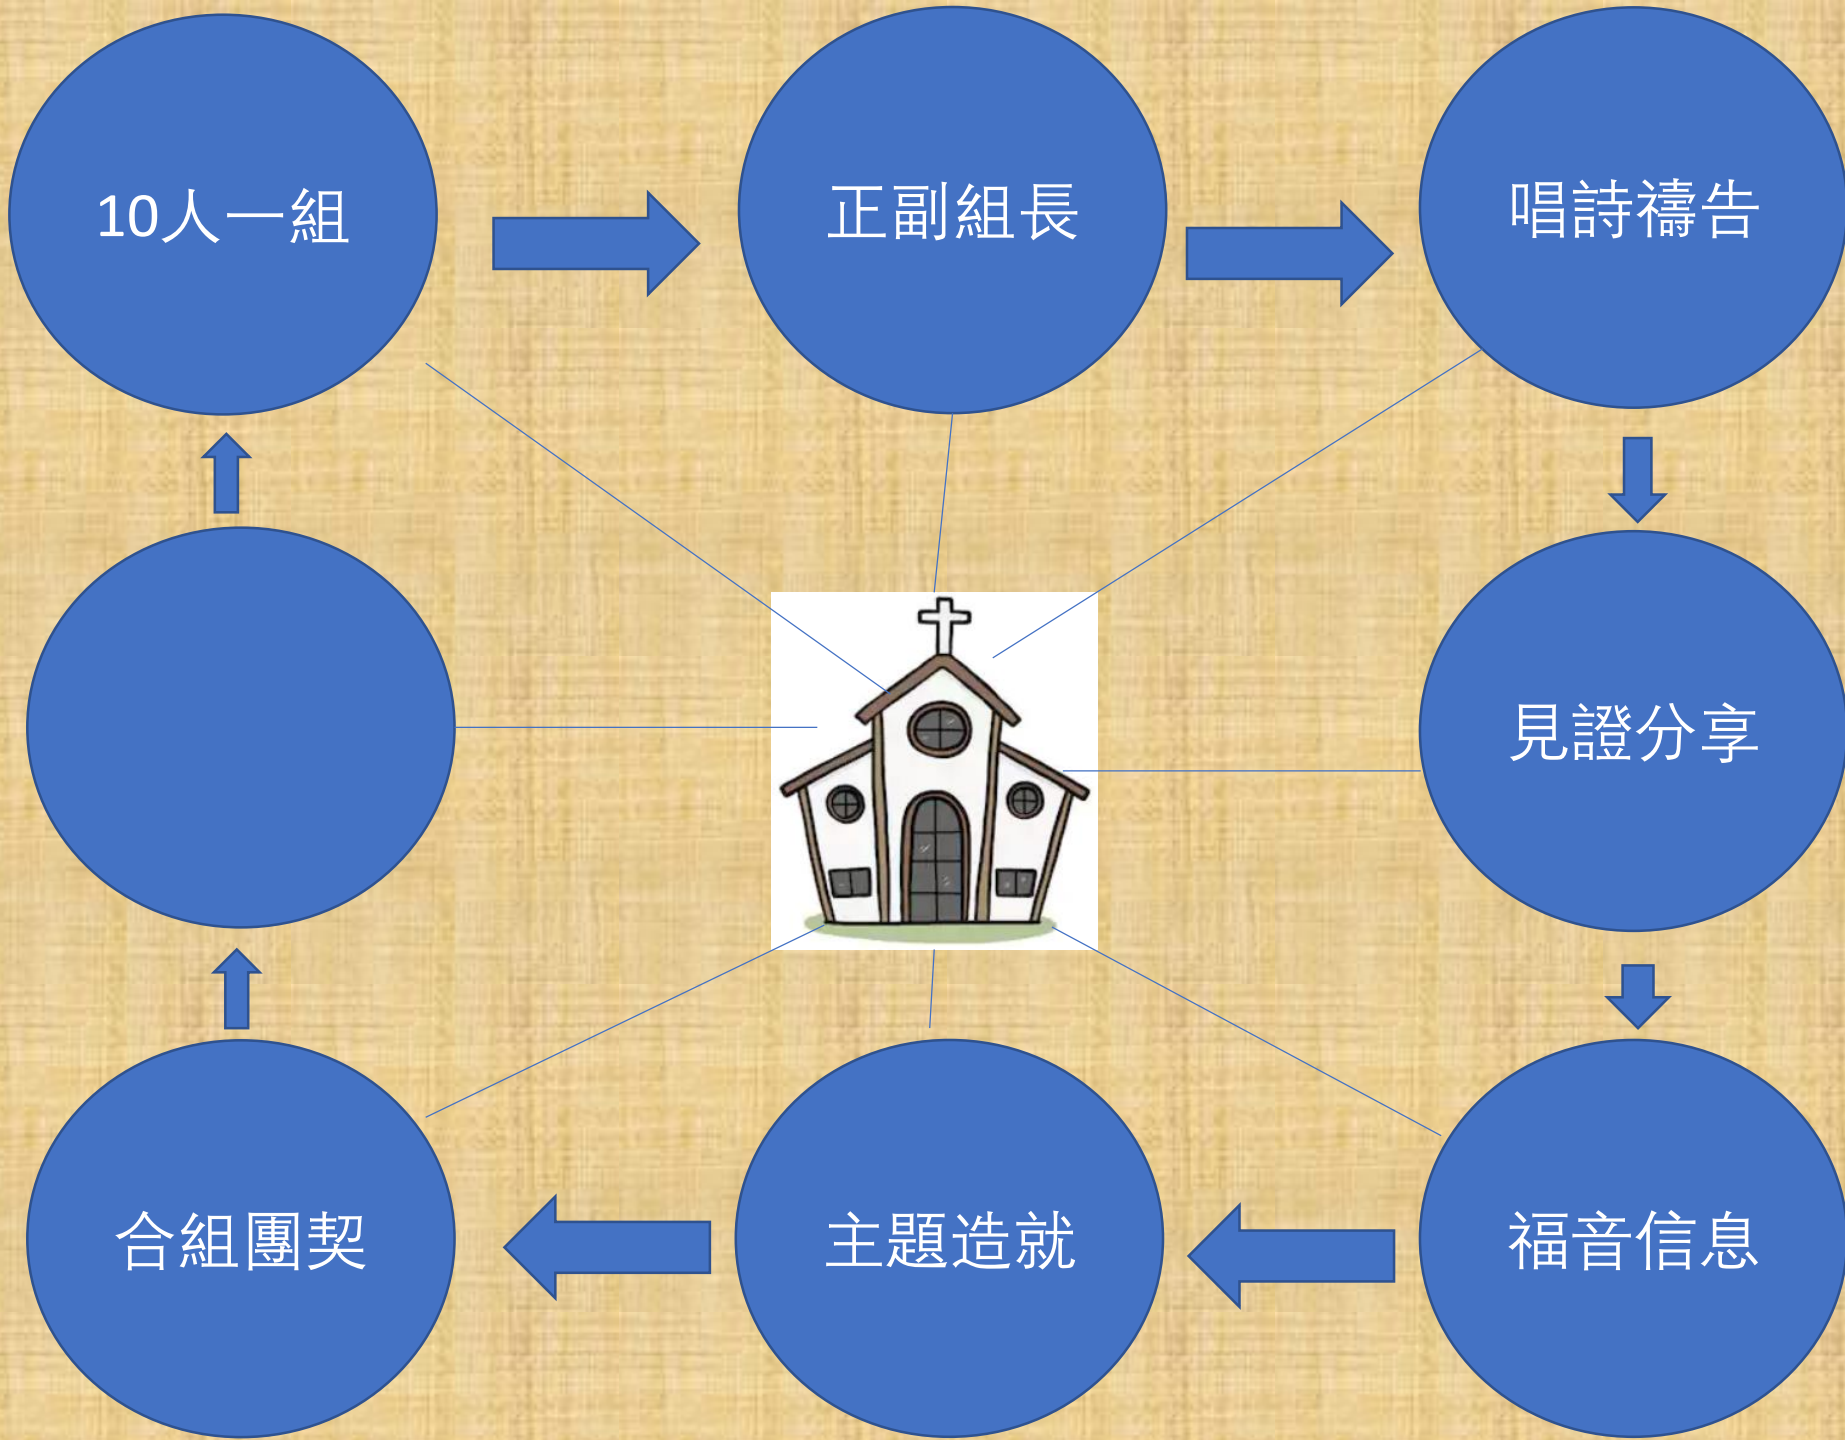 10人一組
正副組長
唱詩禱告
見證分享
福音信息
主題造就
合組團契